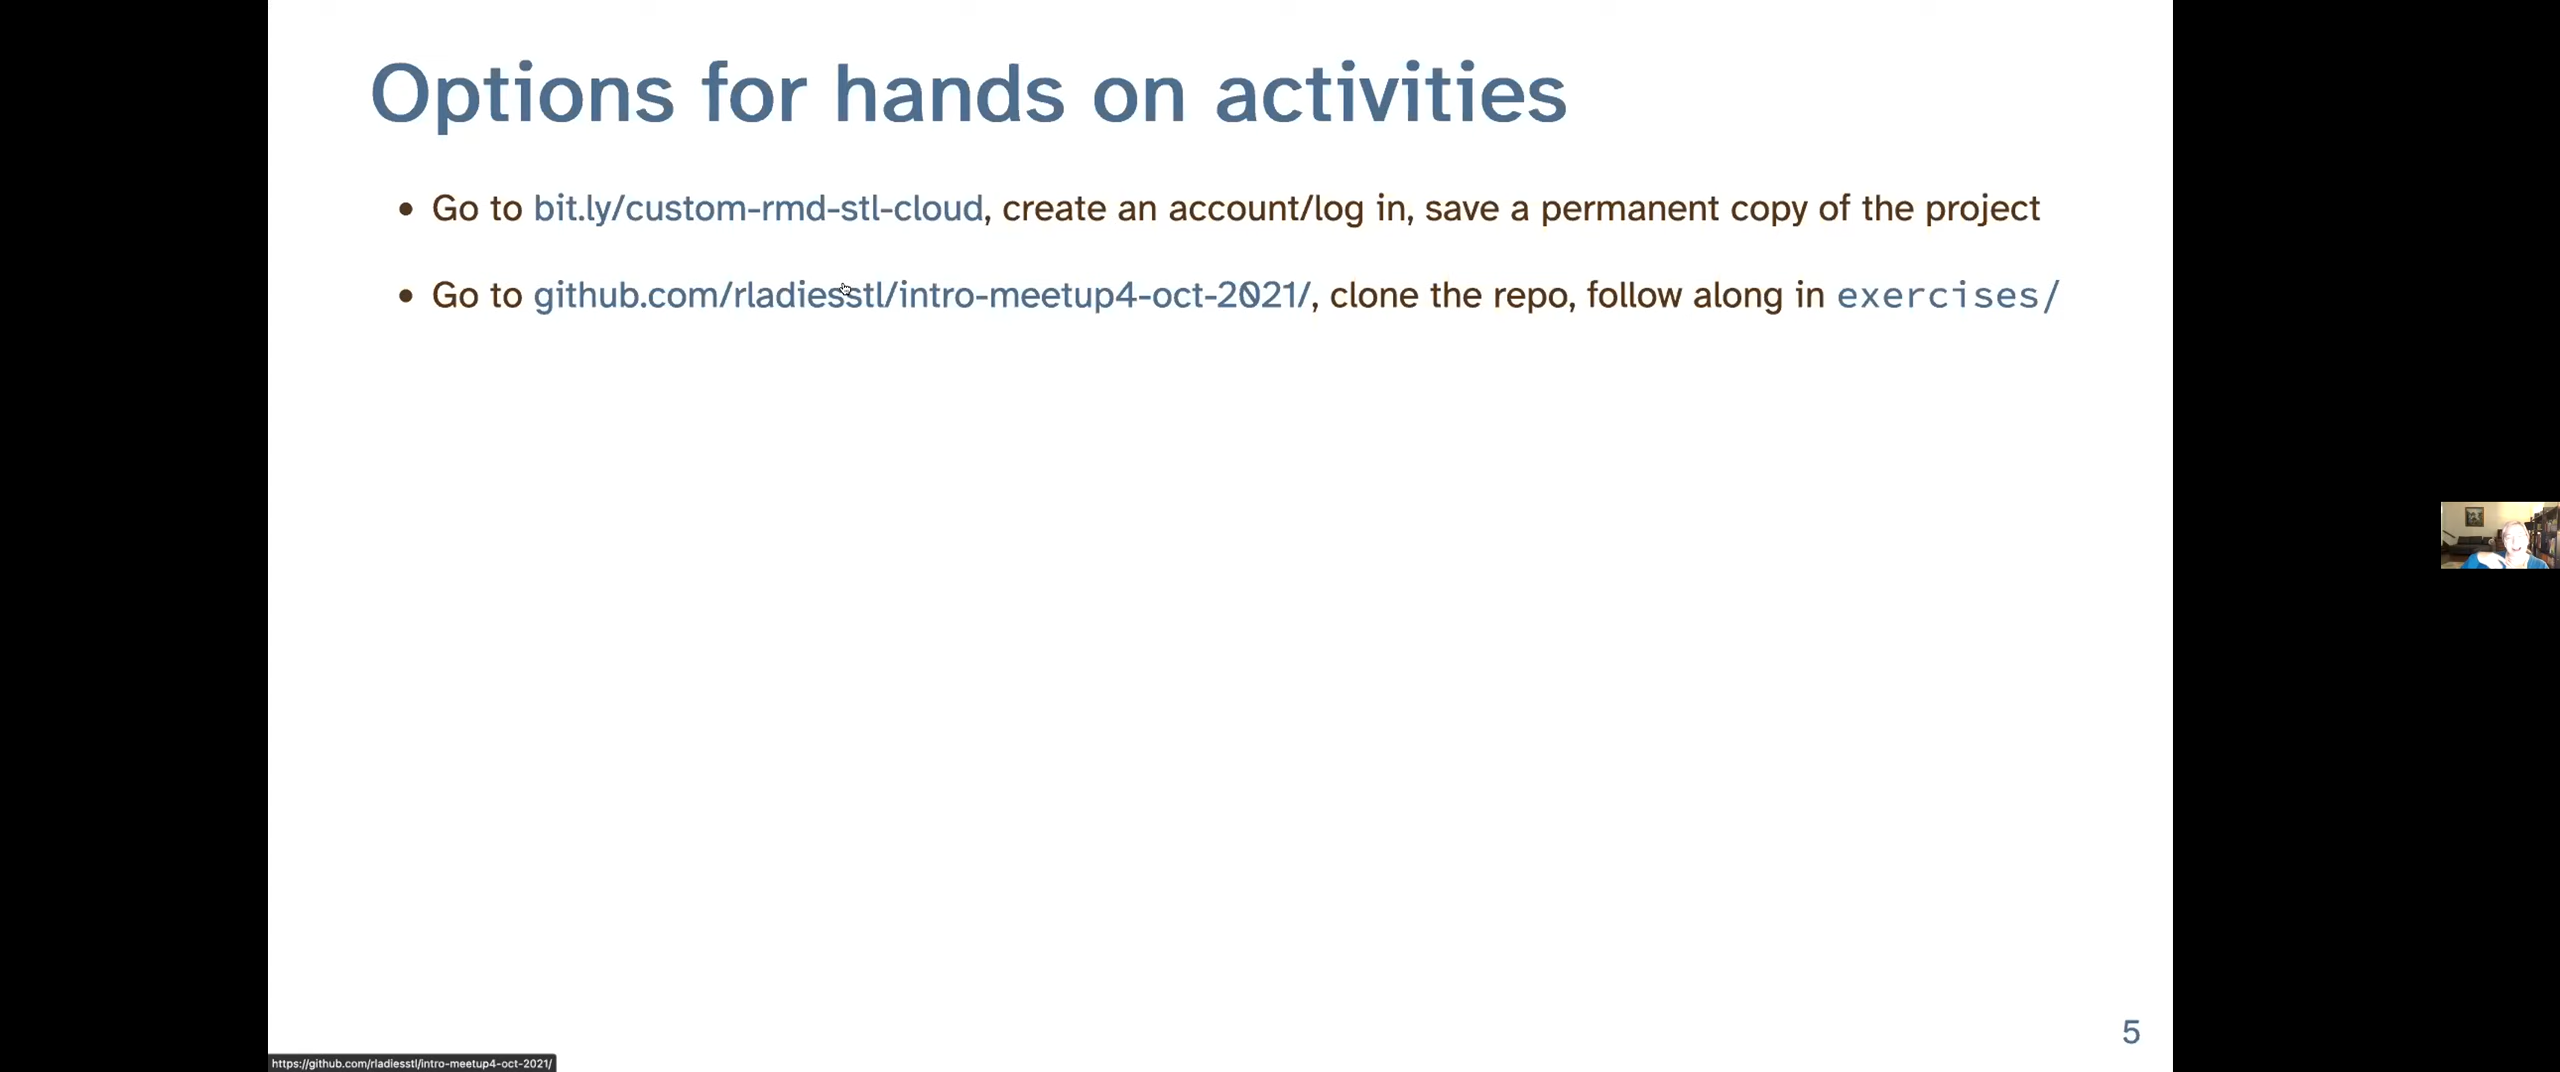 Options for hands on activities
• Go to bit.ly/custom-rmd-stl-cloud, create an account/log in, save a permanent copy of the project
• Go to github.com/rladiesstl/intro-meetup4-oct-2021/, clone the repo, follow along in exercises/
5
https://github.com/rladiesstl/intro-meetup4-oct-2021/